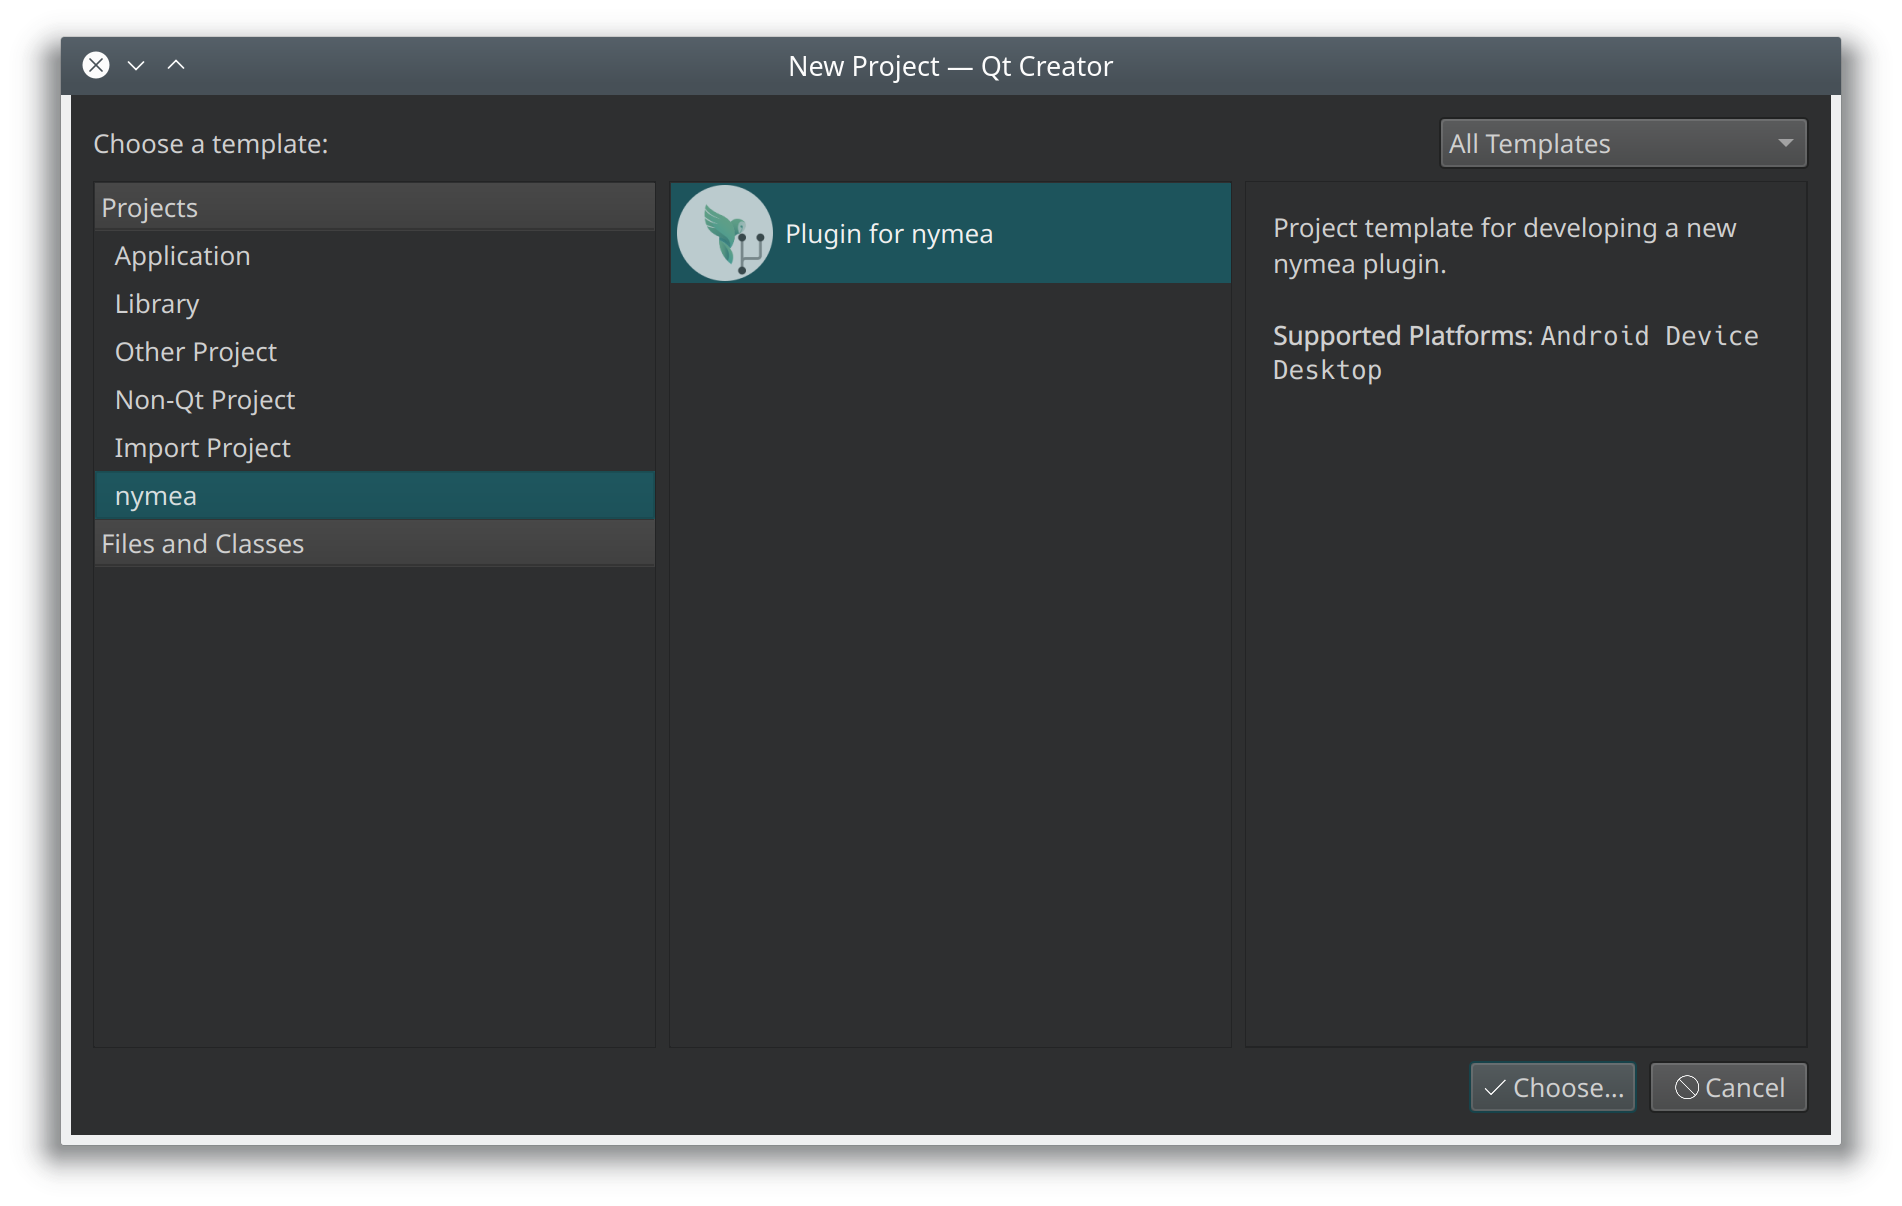 New Project — Qt Creator
Choose a template:
All Templates
Projects
Application
Library
Other Project
Non-Qt Project
Import Project
nymea
Files and Classes
Plugin for nymea
Project template for developing a new
nymea plugin.
Supported Platforms: Android Device
Desktop
Choose...
Cancel